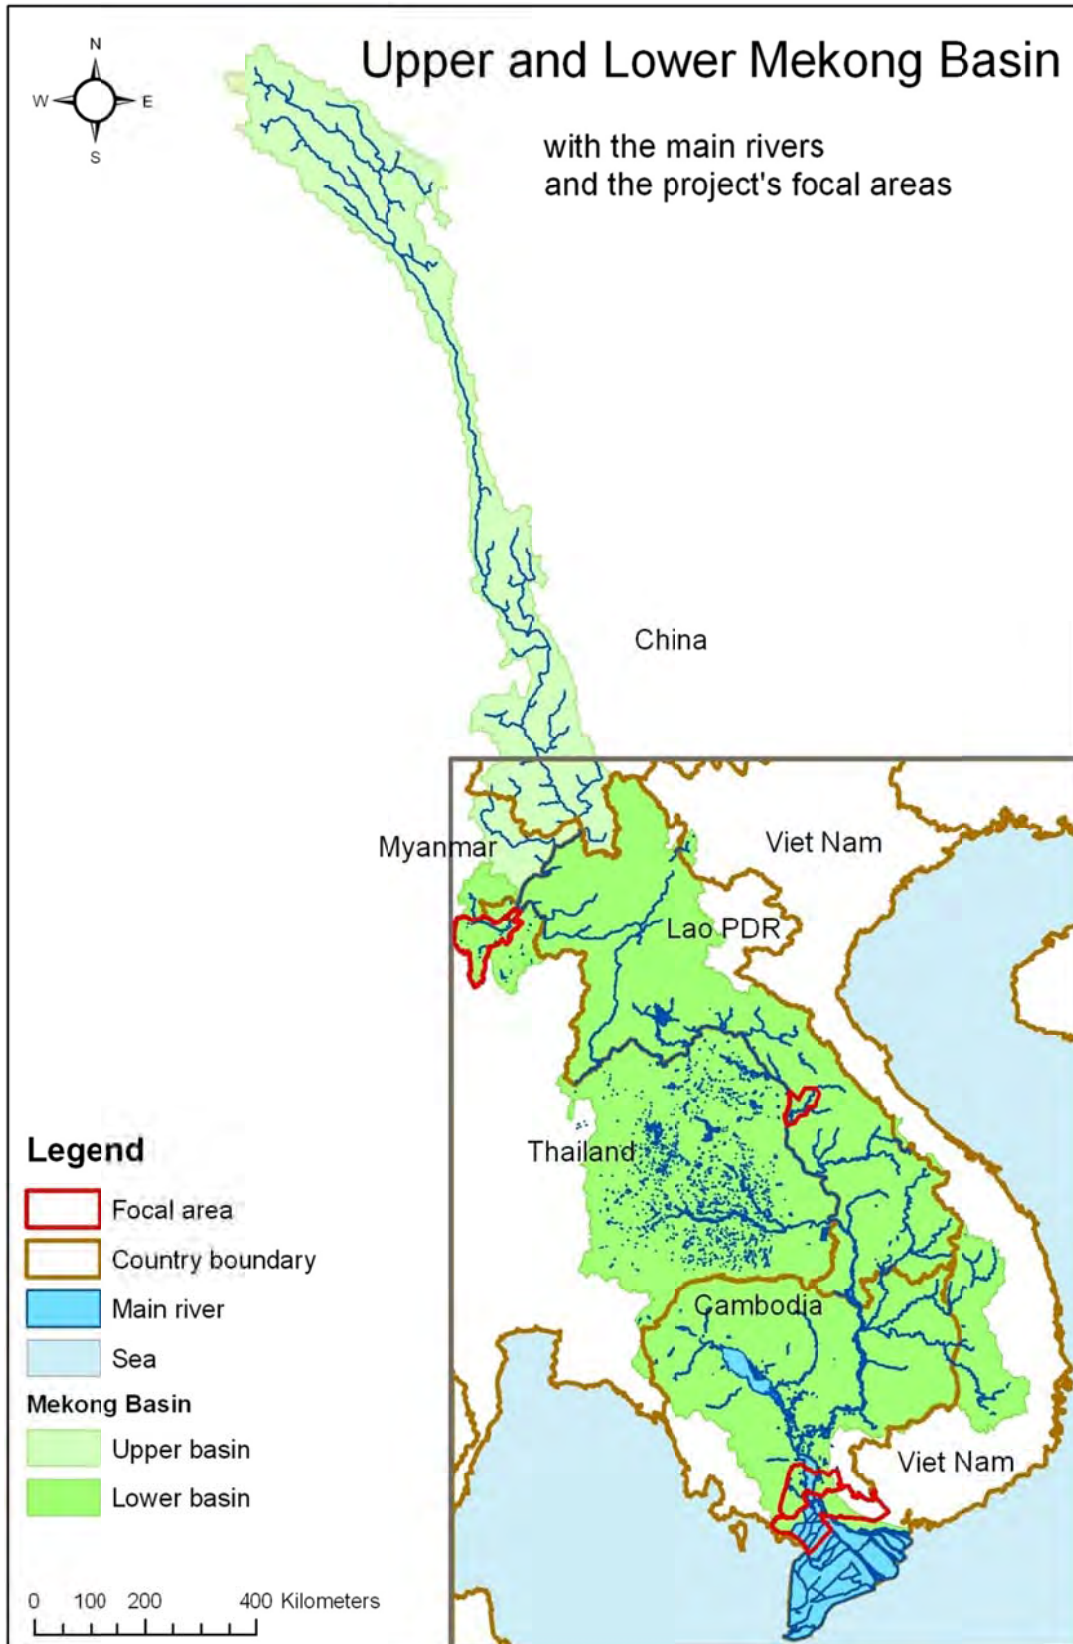 Upper and Lower Mekong Basin
with the main rivers
and the project's focal areas
N
W
E
S
China
Myanmar
Viet Nam
Lao PDR
Thailand
Cambodia
Viet Nam
Legend
Focal area
Country boundary
Main river
Sea
Mekong Basin
Upper basin
Lower basin
0 100 200 400 Kilometers